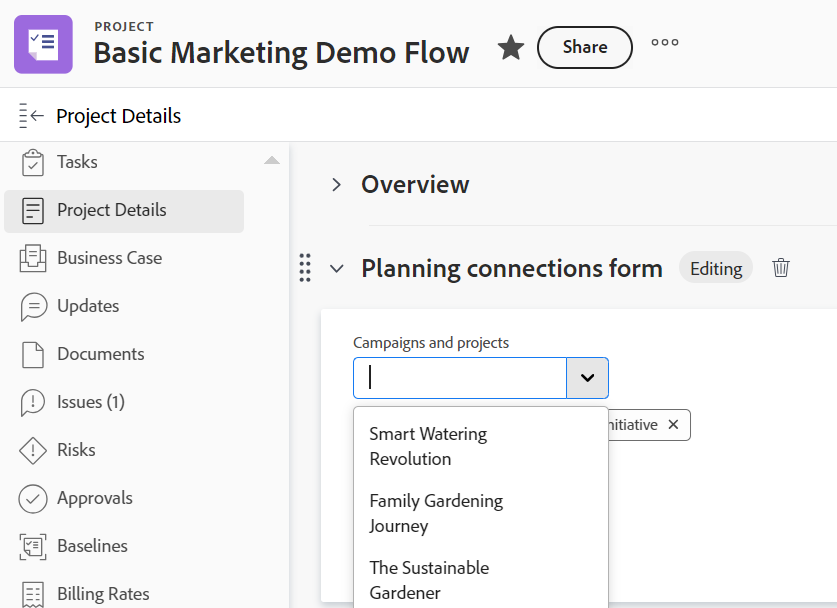 PROJECT
Basic Marketing Demo Flow
Share
Project Details
Tasks
Project Details
Business Case
Updates
Documents
Issues (1)
Risks
Approvals
Baselines
Billing Rates
Overview
Planning connections form
Editing
Campaigns and projects
Smart Watering
Revolution
Family Gardening
Journey
The Sustainable
Gardener